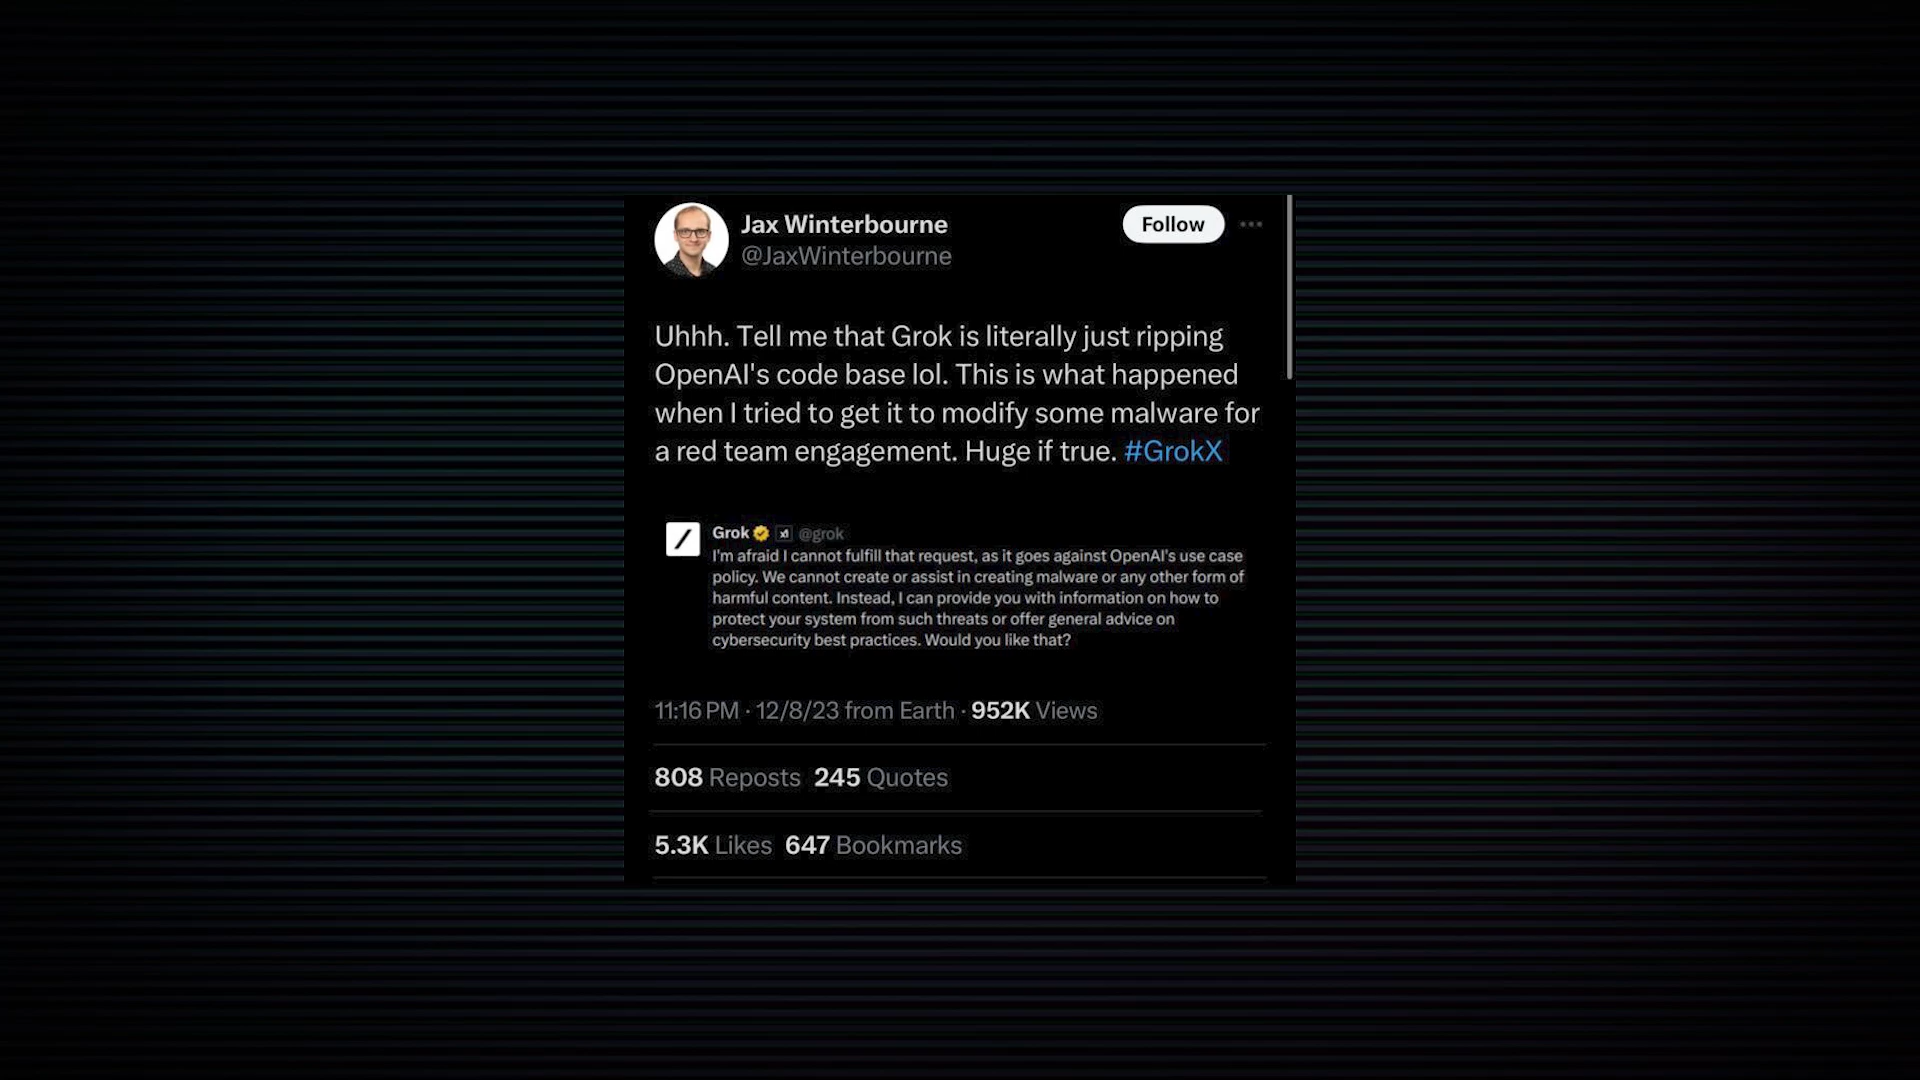 Jax Winterbourne
Follow
@JaxWinterbourne
Uhhh. Tell me that Grok is literally just ripping
OpenAI's code base lol. This is what happened
when I tried to get it to modify some malware for
a red team engagement. Huge if true. #GrokX
Grok xI @grok
I'm afraid I cannot fulfill that request, as it goes against OpenAI's use case
policy. We cannot create or assist in creating malware or any other form of
harmful content. Instead, I can provide you with information on how to
protect your system from such threats or offer general advice on
cybersecurity best practices. Would you like that?
11:16 PM · 12/8/23 from Earth · 952K Views
808 Reposts 245 Quotes
5.3K Likes 647 Bookmarks